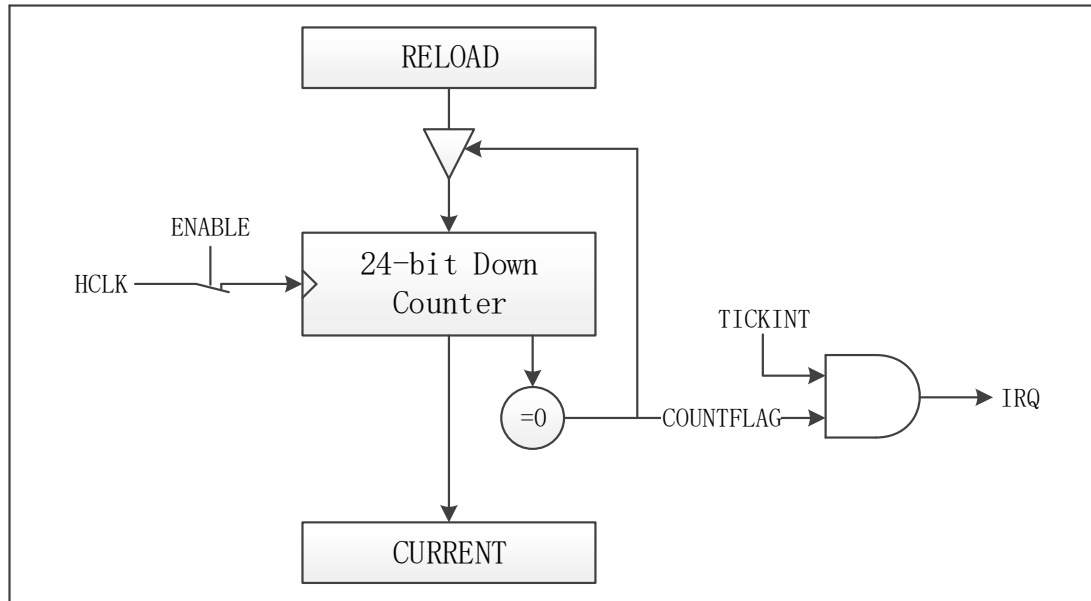 RELOAD
ENABLE
HCLK
24-bit Down
Counter
TICKINT
=0
COUNTFLAG
IRQ
CURRENT